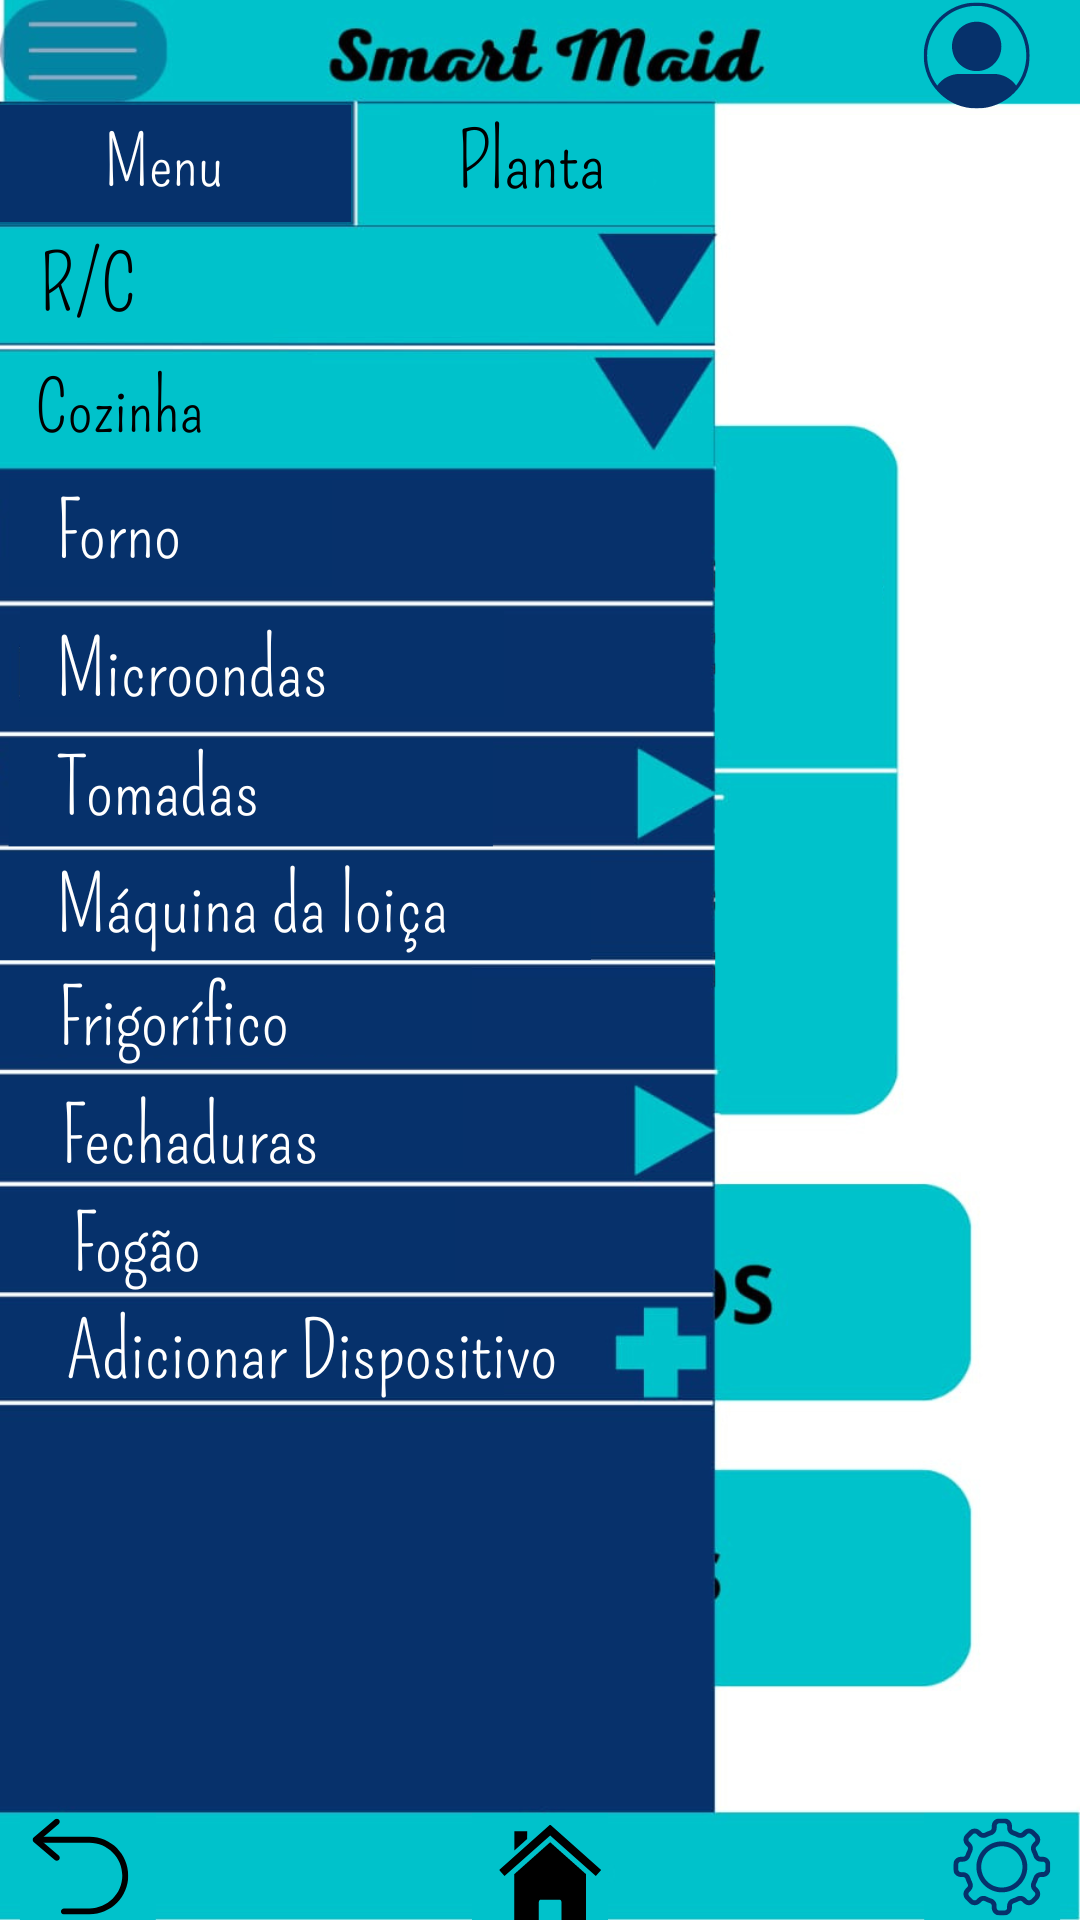 Smart Maid
Menu
Planta
R/C
Cozinha
Forno
Microondas
Tomadas
Máquina da loiça
Frigorífico
Fechaduras
Fogão
Adicionar Dispositivo